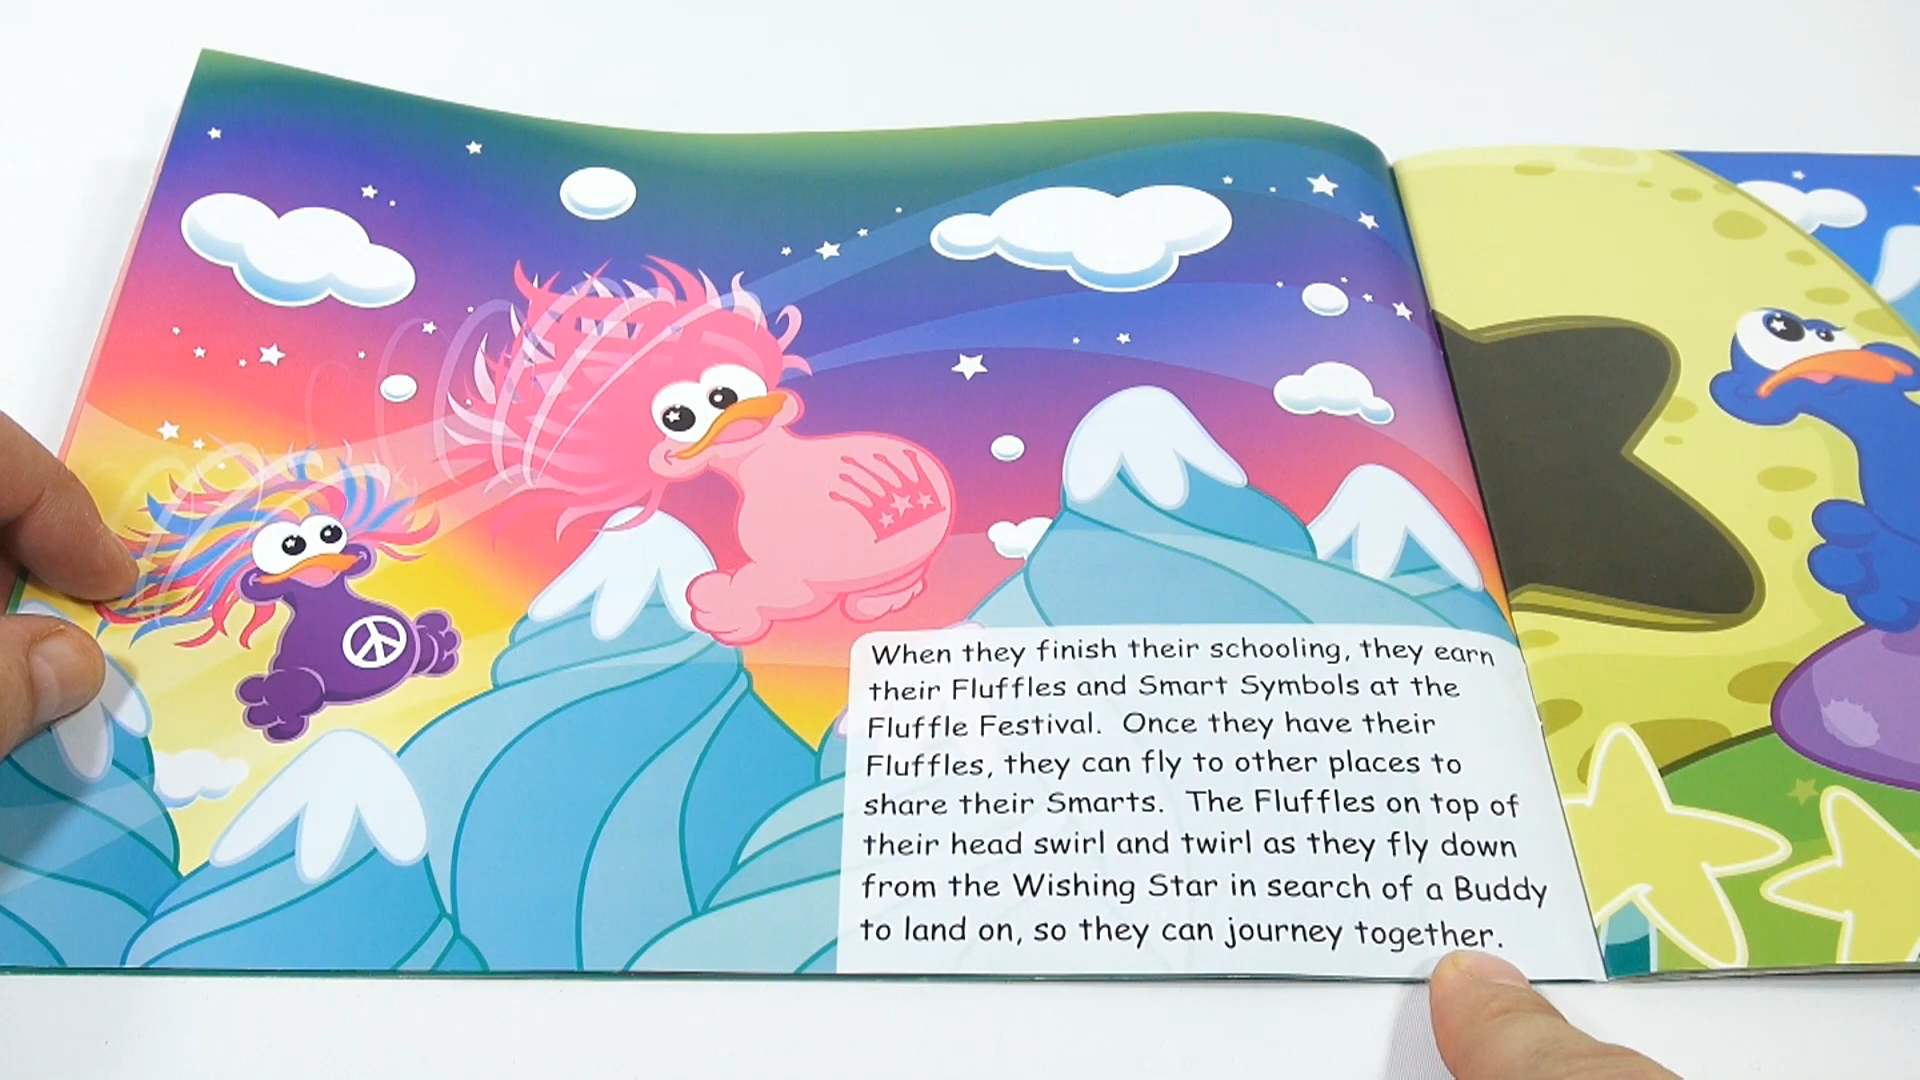 When they finish their schooling, they earn
their Fluffles and Smart Symbols at the
Fluffle Festival. Once they have their
Fluffles, they can fly to other places to
share their Smarts. The Fluffles on top of
their head swirl and twirl as they fly down
from the Wishing Star in search of a Buddy
to land on, so they can journey together.